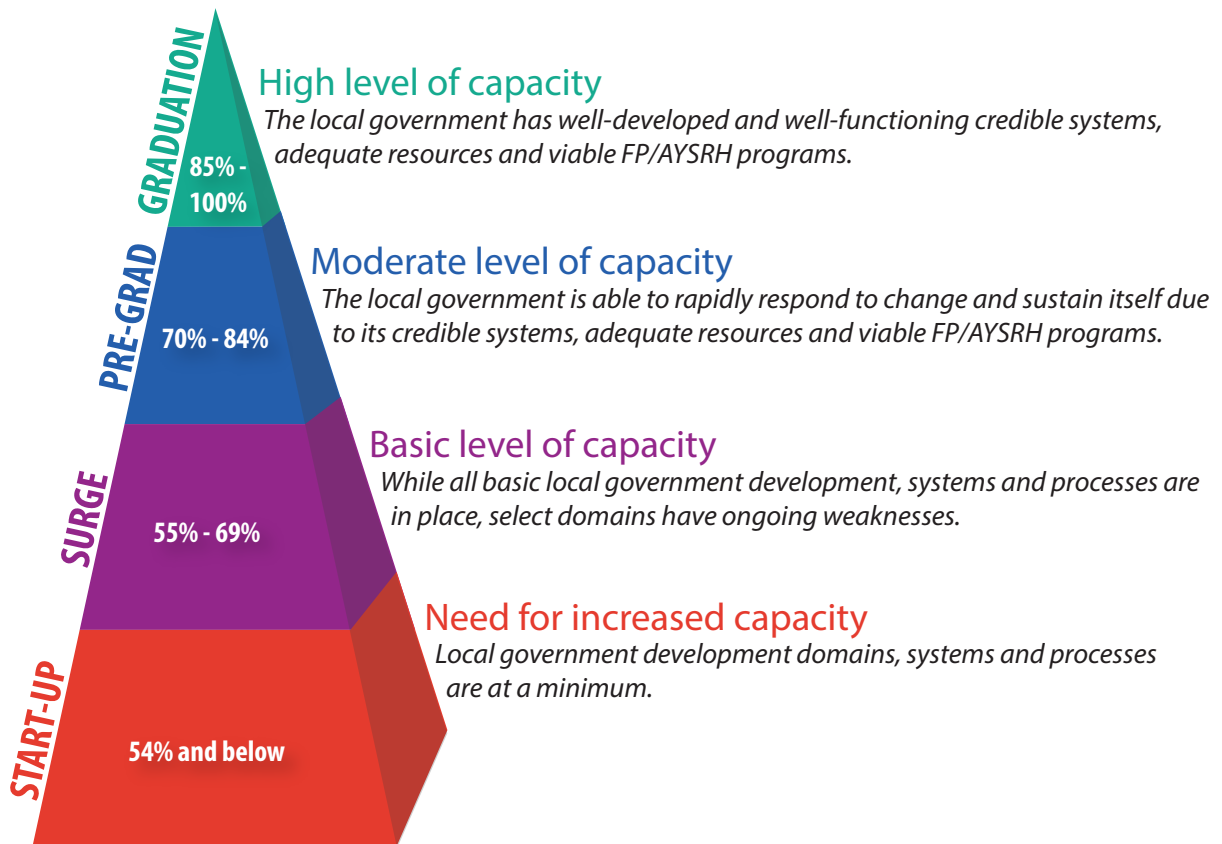 GRADUATION
85% -
100%
High level of capacity
The local government has well-developed and well-functioning credible systems,
adequate resources and viable FP/AYSRH programs.
PRE-GRAD
70% - 84%
Moderate level of capacity
The local government is able to rapidly respond to change and sustain itself due
to its credible systems, adequate resources and viable FP/AYSRH programs.
SURGE
55% - 69%
Basic level of capacity
While all basic local government development, systems and processes are
in place, select domains have ongoing weaknesses.
START-UP
54% and below
Need for increased capacity
Local government development domains, systems and processes
are at a minimum.